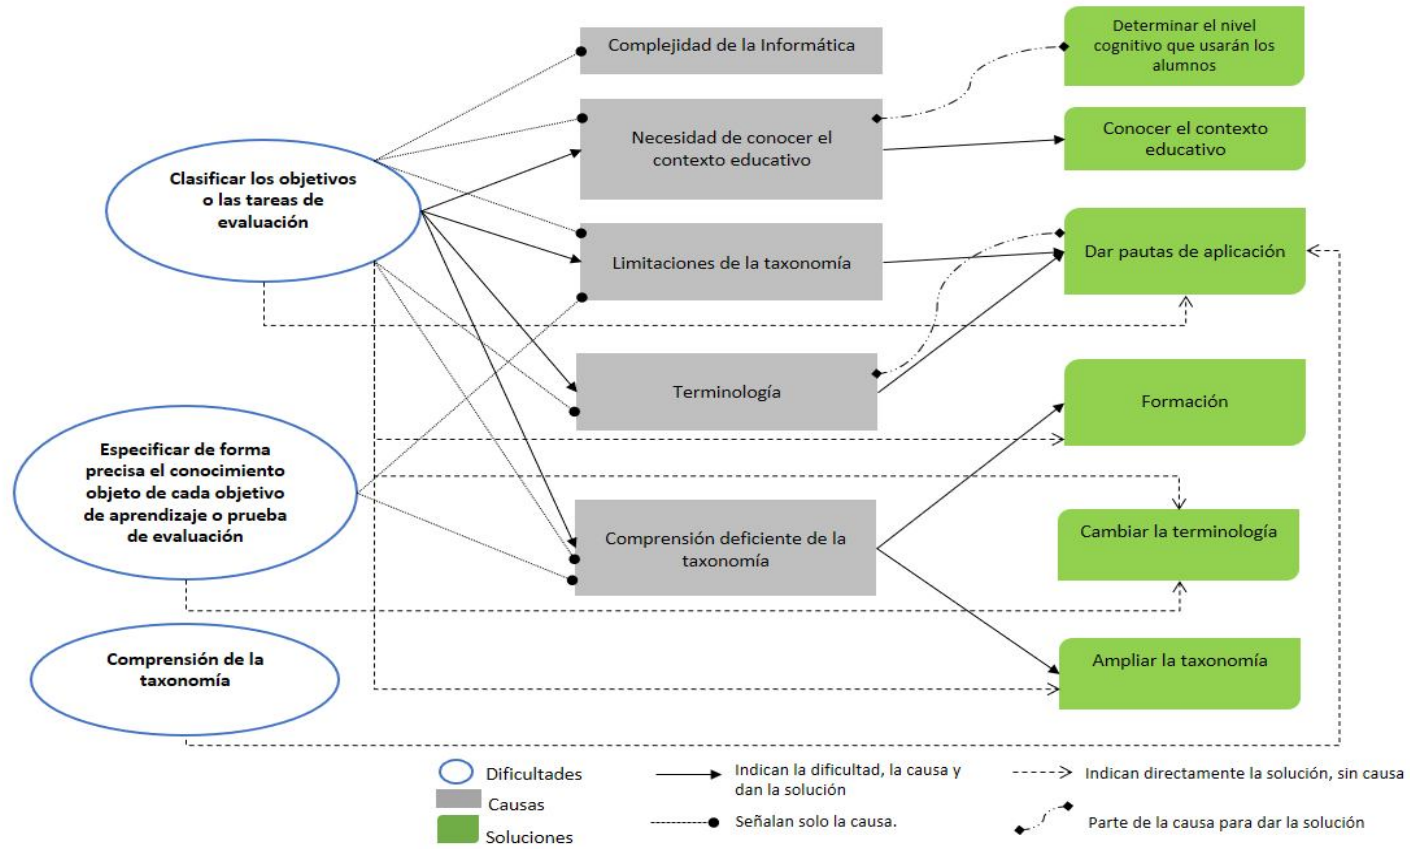 Complejidad de la Informática
Determinar el nivel
cognitivo que usarán los
alumnos
Necesidad de conocer el
contexto educativo
Conocer el contexto
educativo
Clasificar los objetivos
o las tareas de
evaluación
Limitaciones de la taxonomía
Dar pautas de aplicación
Terminología
Formación
Especificar de forma
precisa el conocimiento
objeto de cada objetivo
de aprendizaje o prueba
de evaluación
Comprensión deficiente de la
taxonomía
Cambiar la terminología
Comprensión de la
taxonomía
Ampliar la taxonomía
Dificultades
Causas
Soluciones
Indican la dificultad, la causa y
dan la solución
Señalan solo la causa.
Indican directamente la solución, sin causa
Parte de la causa para dar la solución